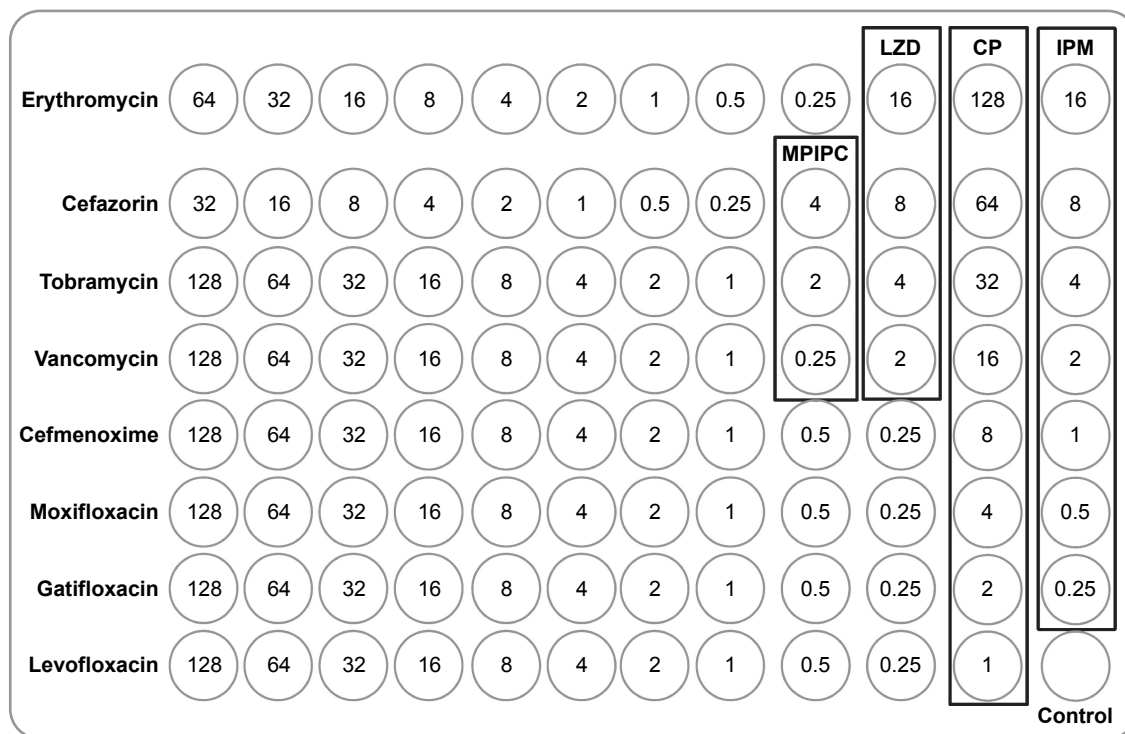 LZD CP IPM
Erythromycin 64 32 16 8 4 2 1 0.5 0.25 16 128 16
MPIPC
Cefazorin 32 16 8 4 2 1 0.5 0.25 4 8 64 8
Tobramycin 128 64 32 16 8 4 2 1 2 4 32 4
Vancomycin 128 64 32 16 8 4 2 1 0.25 2 16 2
Cefmenoxime 128 64 32 16 8 4 2 1 0.5 0.25 8 1
Moxifloxacin 128 64 32 16 8 4 2 1 0.5 0.25 4 0.5
Gatifloxacin 128 64 32 16 8 4 2 1 0.5 0.25 2 0.25
Levofloxacin 128 64 32 16 8 4 2 1 0.5 0.25 1
Control